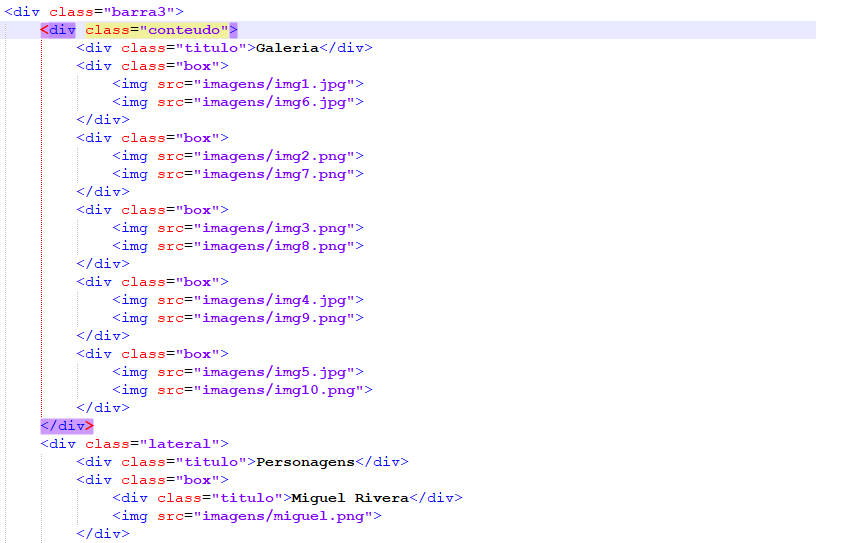 <div class="barra3">
<div class="conteudo">
<div class="titulo">Galeria</div>
<div class="box">
<img src="imagens/img1.jpg">
<img src="imagens/img6.jpg">
</div>
<div class="box">
<img src="imagens/img2.png">
<img src="imagens/img7.png">
</div>
<div class="box">
<img src="imagens/img3.png">
<img src="imagens/img8.png">
</div>
<div class="box">
<img src="imagens/img4.jpg">
<img src="imagens/img9.png">
</div>
<div class="box">
<img src="imagens/img5.jpg">
<img src="imagens/img10.png">
</div>
</div>
<div class="lateral">
<div class="titulo">Personagens</div>
<div class="box">
<div class="titulo">Miguel Rivera</div>
<img src="imagens/miguel.png">
</div>